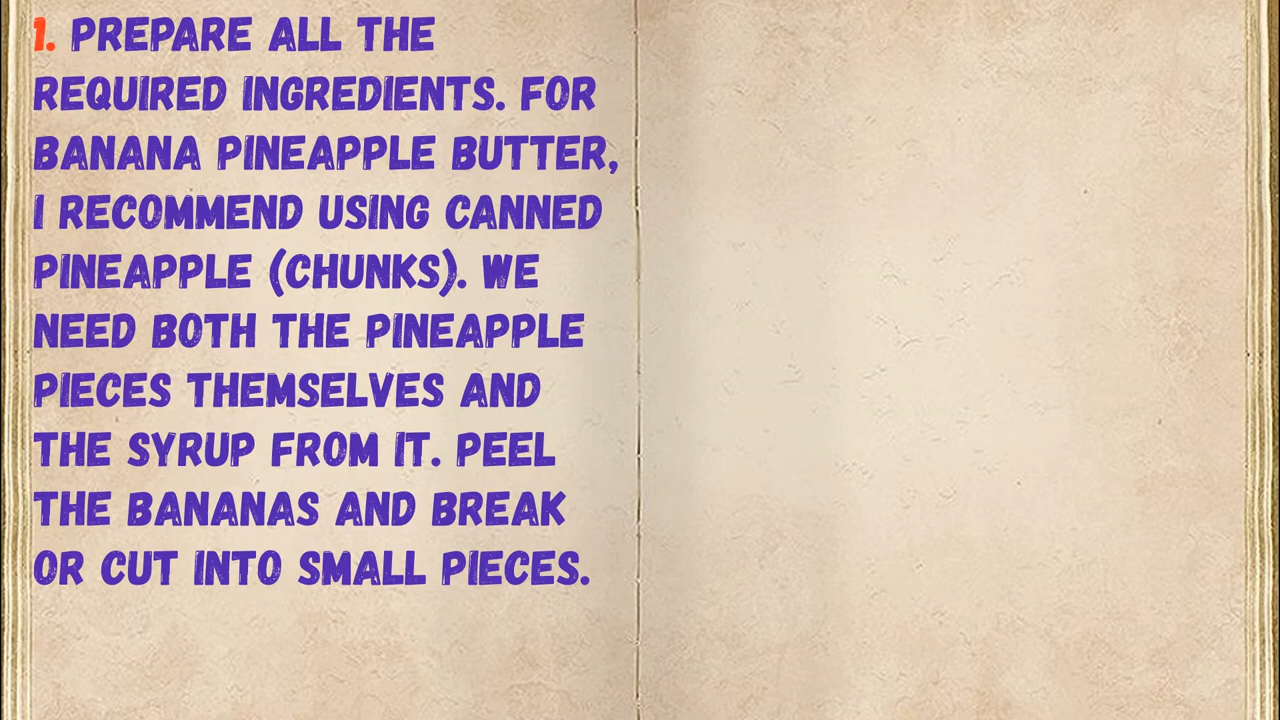 1. PREPARE ALL THE
REQUIRED INGREDIENTS. FOR
BANANA PINEAPPLE BUTTER,
I RECOMMEND USING CANNED
PINEAPPLE (CHUNKS). WE
NEED BOTH THE PINEAPPLE
PIECES THEMSELVES AND
THE SYRUP FROM IT. PEEL
THE BANANAS AND BREAK
OR CUT INTO SMALL PIECES.